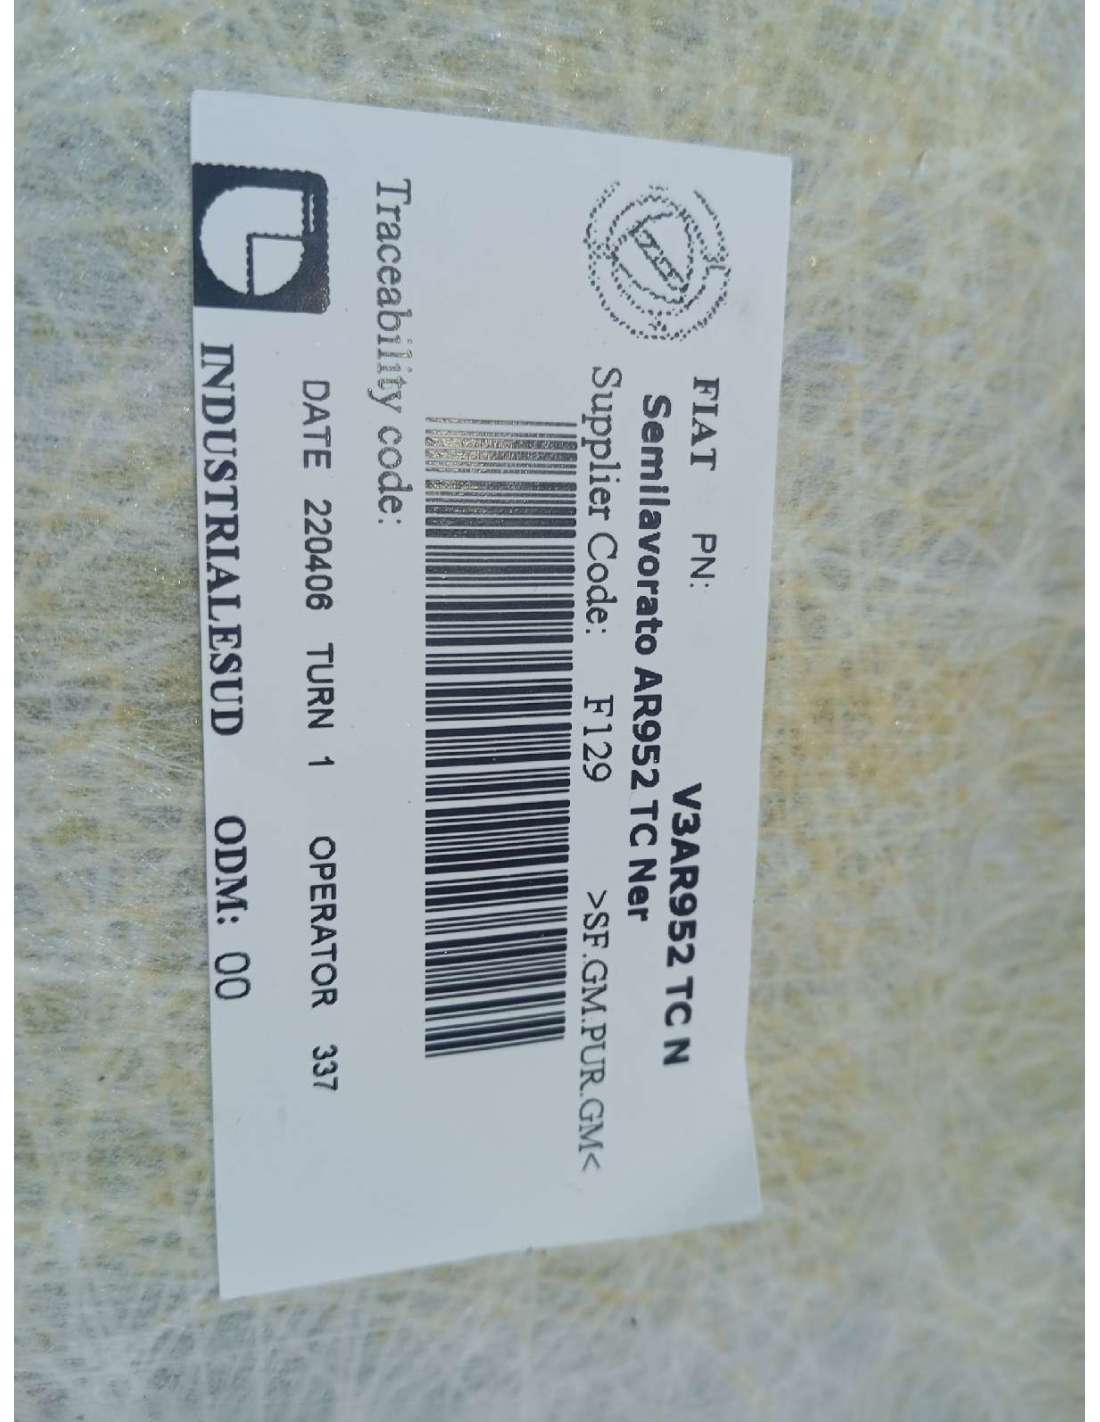 FIAT PN: V3AR952 TC N
Semilavorato AR952 TC Ner
Supplier Code: F129 >SF.GM.PUR.GM<
Traceability code:
DATE 220406 TURN 1 OPERATOR 337
INDUSTRIALESUD ODM: 00